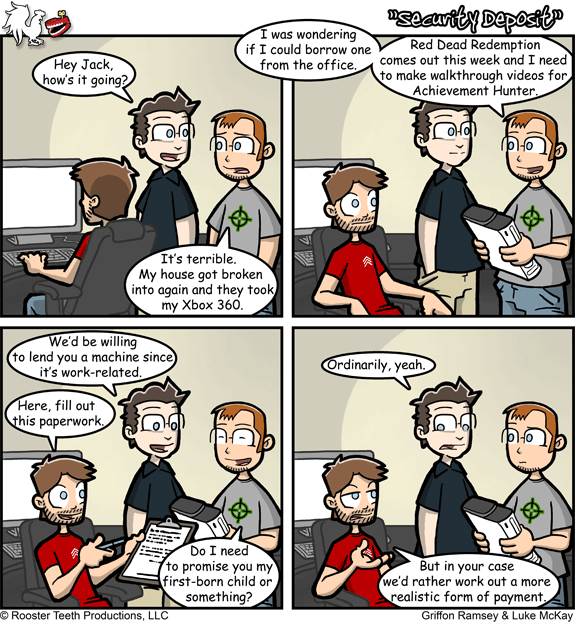 "Security Deposit"
Hey Jack,
how's it going?
It's terrible.
My house got broken
into again and they took
my Xbox 360.
I was wondering
if I could borrow one
from the office.
Red Dead Redemption
comes out this week and I need
to make walkthrough videos for
Achievement Hunter.
We'd be willing
to lend you a machine since
it's work-related.
Here, fill out
this paperwork.
Do I need
to promise you my
first-born child or
something?
Ordinarily, yeah.
But in your case
we'd rather work out a more
realistic form of payment.
© Rooster Teeth Productions, LLC
Griffon Ramsey & Luke McKay